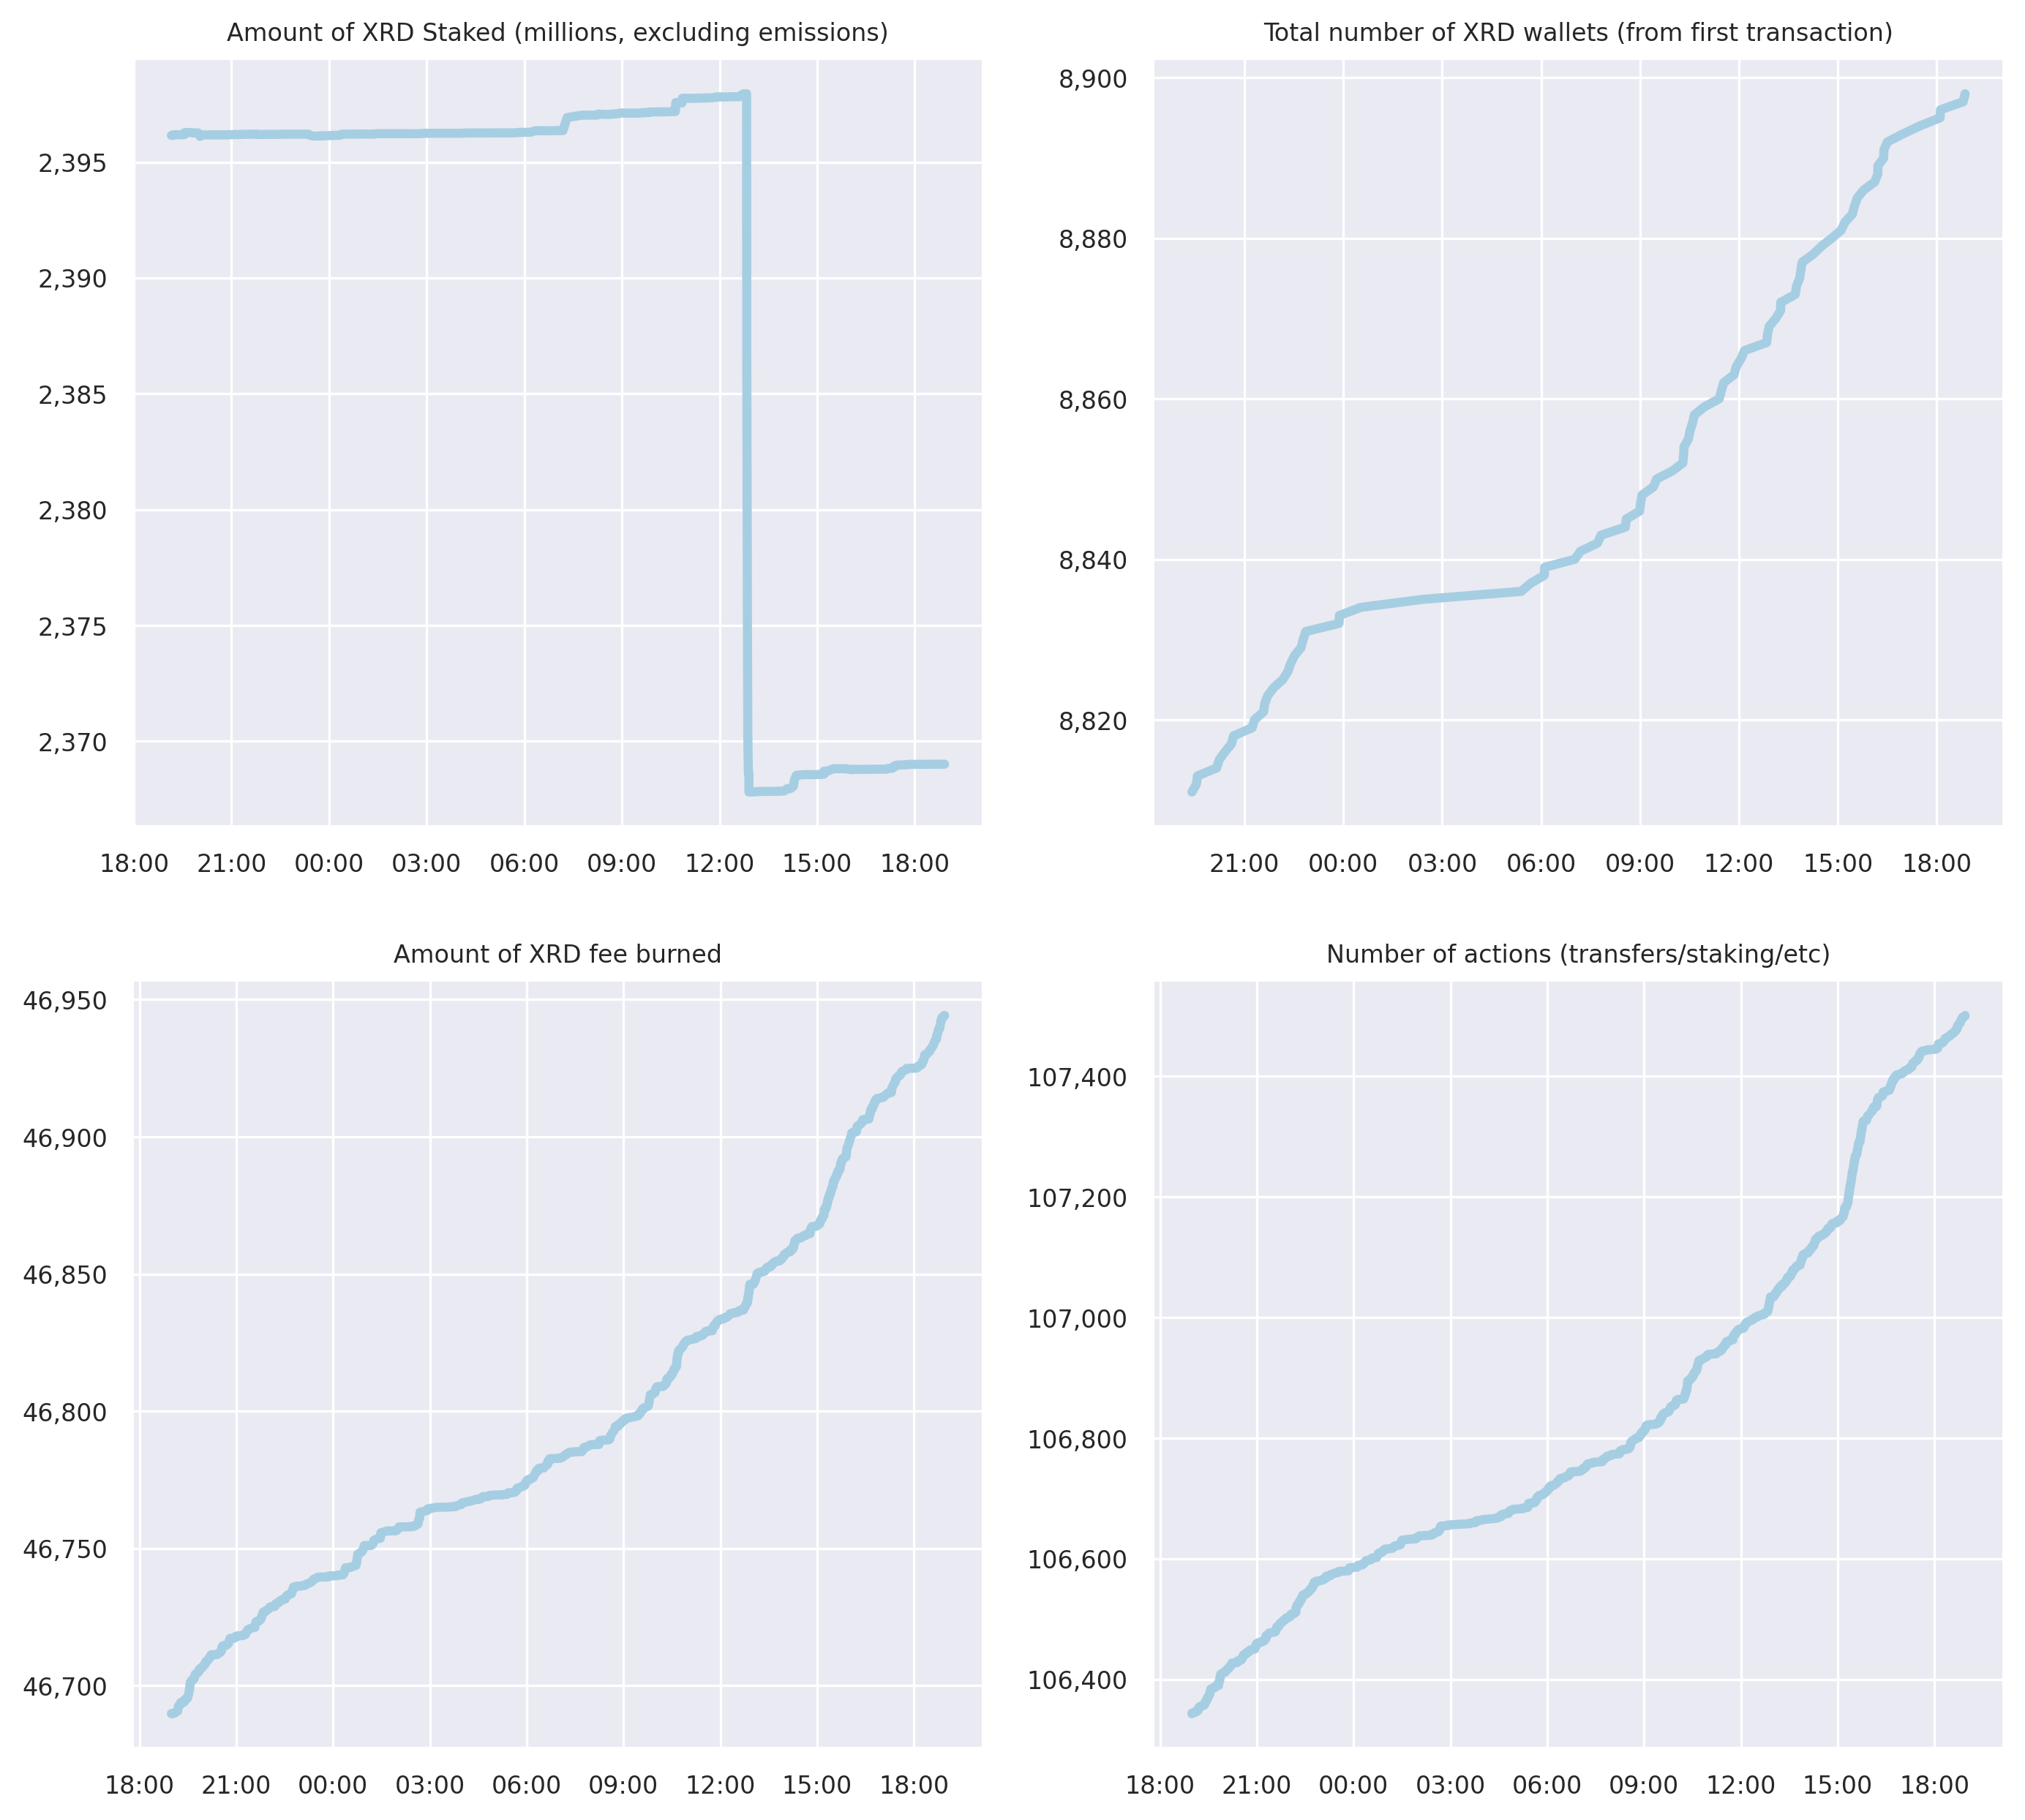 Amount of XRD Staked (millions, excluding emissions)
2,395
2,390
2,385
2,380
2,375
2,370
18:00 21:00 00:00 03:00 06:00 09:00 12:00 15:00 18:00
Total number of XRD wallets (from first transaction)
8,900
8,880
8,860
8,840
8,820
21:00 00:00 03:00 06:00 09:00 12:00 15:00 18:00
Amount of XRD fee burned
46,950
46,900
46,850
46,800
46,750
46,700
18:00 21:00 00:00 03:00 06:00 09:00 12:00 15:00 18:00
Number of actions (transfers/staking/etc)
107,400
107,200
107,000
106,800
106,600
106,400
18:00 21:00 00:00 03:00 06:00 09:00 12:00 15:00 18:00